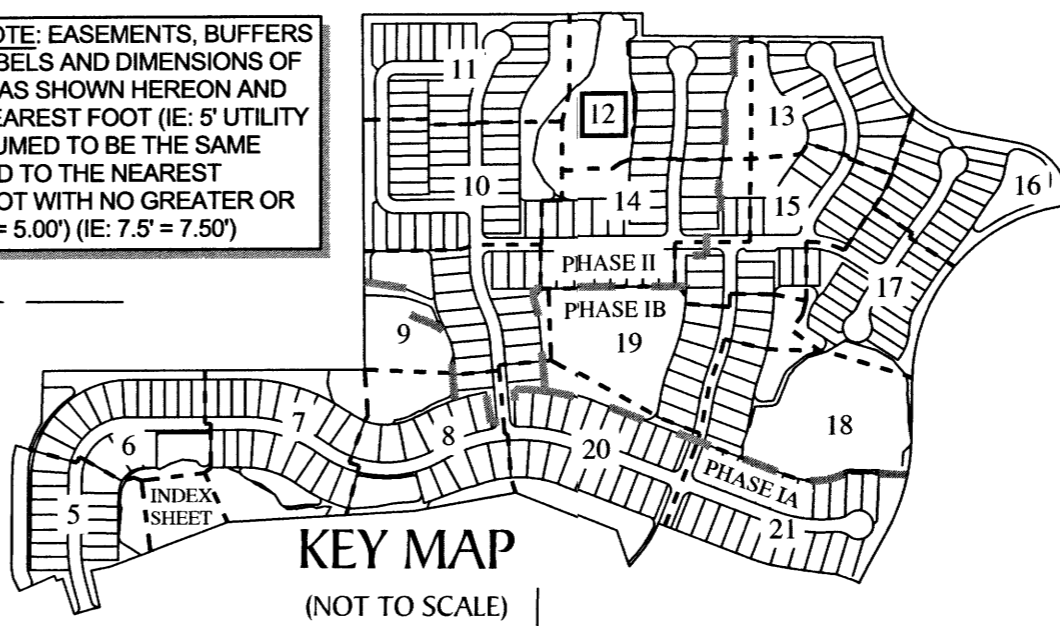 OTE: EASEMENTS, BUFFERS
BELS AND DIMENSIONS OF
AS SHOWN HEREON AND
EAREST FOOT (IE: 5' UTILITY
UMED TO BE THE SAME
D TO THE NEAREST
OT WITH NO GREATER OR
= 5.00') (IE: 7.5' = 7.50')
11
12
13
10
14
15
16
PHASE II
17
9
PHASE IB
19
18
6
7
8
20
PHASE IA
5
INDEX
SHEET
21
KEY MAP
(NOT TO SCALE)